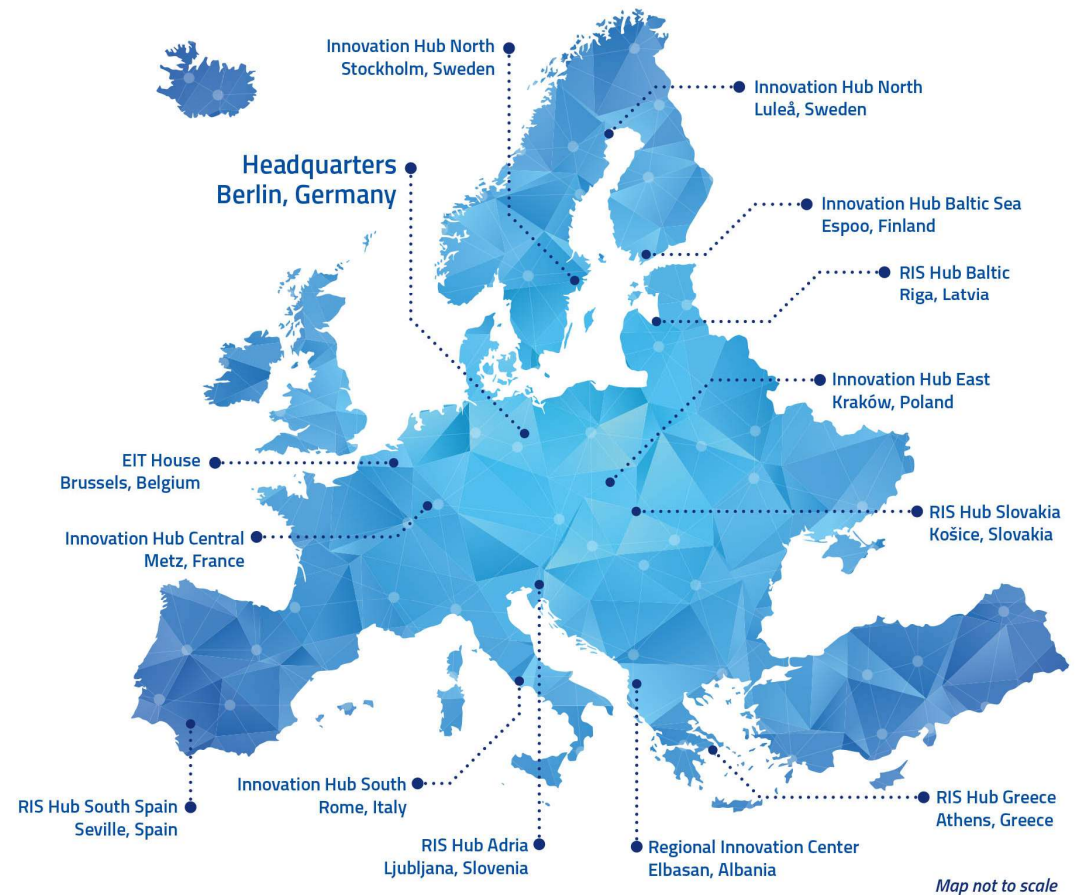 Innovation Hub North
Stockholm, Sweden
Innovation Hub North
Luleå, Sweden
Headquarters
Berlin, Germany
Innovation Hub Baltic Sea
Espoo, Finland
RIS Hub Baltic
Riga, Latvia
Innovation Hub East
Kraków, Poland
EIT House
Brussels, Belgium
RIS Hub Slovakia
Košice, Slovakia
Innovation Hub Central
Metz, France
Innovation Hub South
Rome, Italy
RIS Hub South Spain
Seville, Spain
RIS Hub Greece
Athens, Greece
RIS Hub Adria
Ljubljana, Slovenia
Regional Innovation Center
Elbasan, Albania
Map not to scale